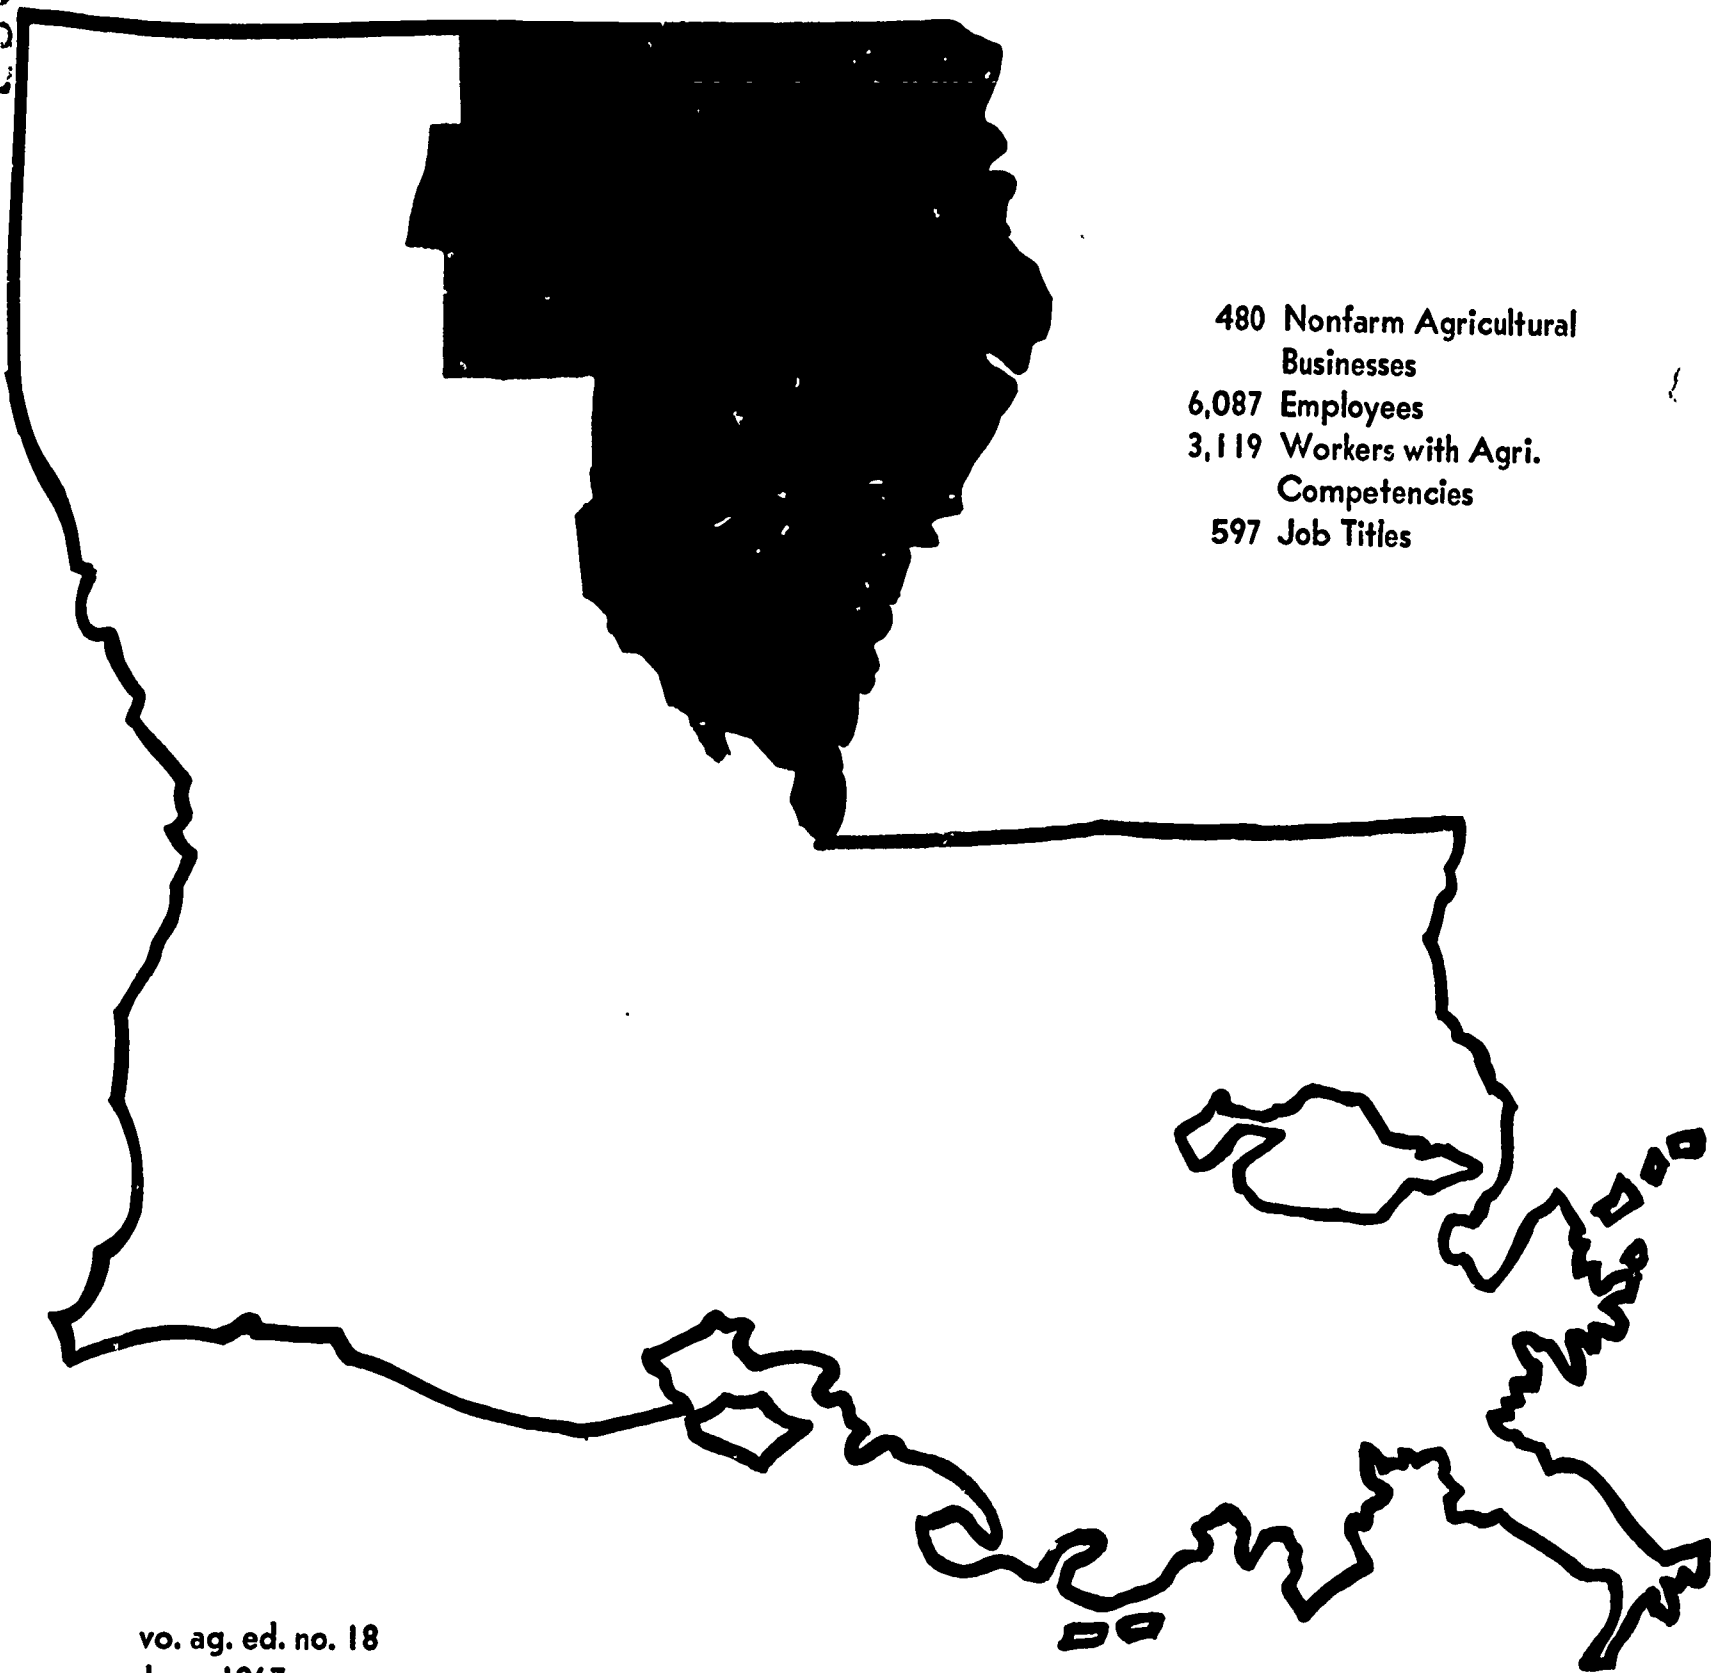 480 Nonfarm Agricultural
Businesses
6,087 Employees
3,119 Workers with Agri.
Competencies
597 Job Titles
vo. ag. ed. no. 18